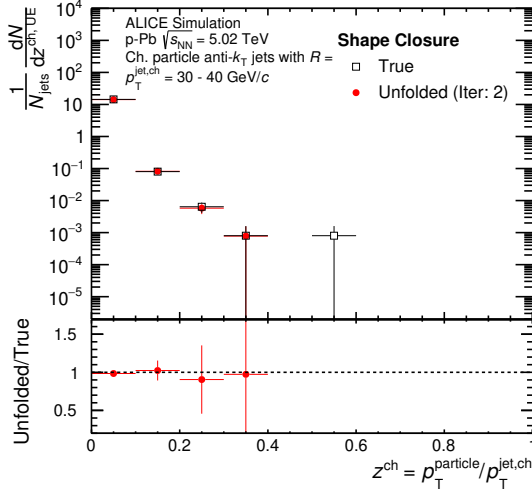 ALICE Simulation
p-Pb √s_NN = 5.02 TeV
Ch. particle anti-k_T jets with R =
p_T^jet,ch = 30 - 40 GeV/c
Shape Closure
True
Unfolded (Iter: 2)
1/N_jets dN/dz^ch, UE
10^4
10^3
10^2
10
1
10^−1
10^−2
10^−3
10^−4
10^−5
Unfolded/True
1.5
1
0.5
0 0.2 0.4 0.6 0.8 1
z^ch = p_T^particle/p_T^jet,ch